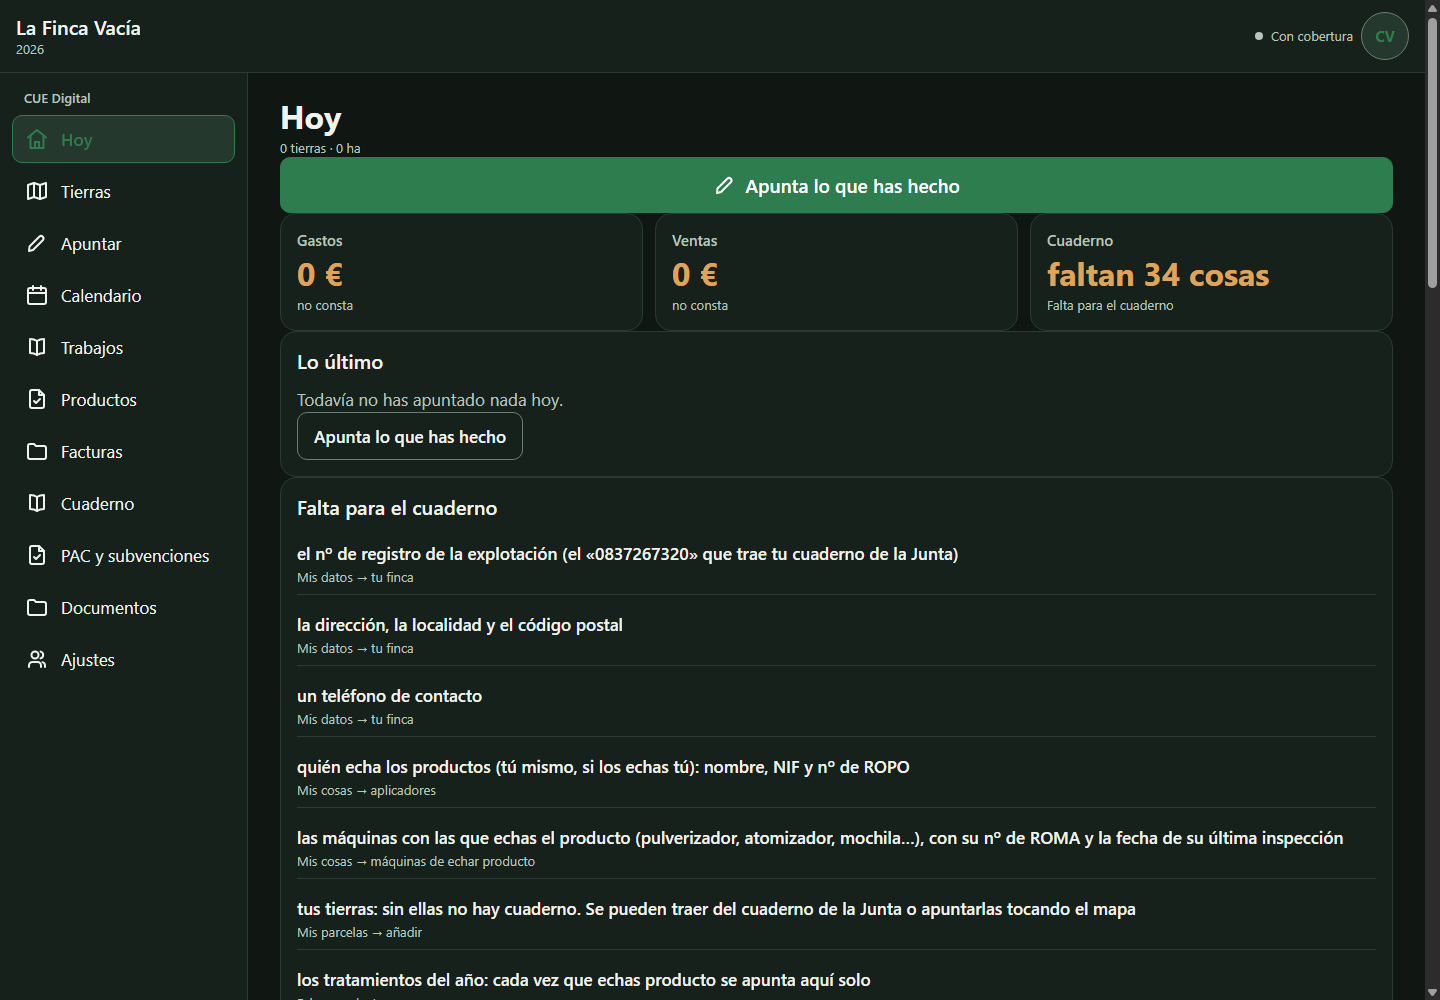 La Finca Vacía
2026
Con cobertura
CV
CUE Digital
Hoy
Tierras
Apuntar
Calendario
Trabajos
Productos
Facturas
Cuaderno
PAC y subvenciones
Documentos
Ajustes
Hoy
0 tierras · 0 ha
Apunta lo que has hecho
Gastos
0 €
no consta
Ventas
0 €
no consta
Cuaderno
faltan 34 cosas
Falta para el cuaderno
Lo último
Todavía no has apuntado nada hoy.
Apunta lo que has hecho
Falta para el cuaderno
el nº de registro de la explotación (el «0837267320» que trae tu cuaderno de la Junta)
Mis datos → tu finca
la dirección, la localidad y el código postal
Mis datos → tu finca
un teléfono de contacto
Mis datos → tu finca
quién echa los productos (tú mismo, si los echas tú): nombre, NIF y nº de ROPO
Mis cosas → aplicadores
las máquinas con las que echas el producto (pulverizador, atomizador, mochila…), con su nº de ROMA y la fecha de su última inspección
Mis cosas → máquinas de echar producto
tus tierras: sin ellas no hay cuaderno. Se pueden traer del cuaderno de la Junta o apuntarlas tocando el mapa
Mis parcelas → añadir
los tratamientos del año: cada vez que echas producto se apunta aquí solo